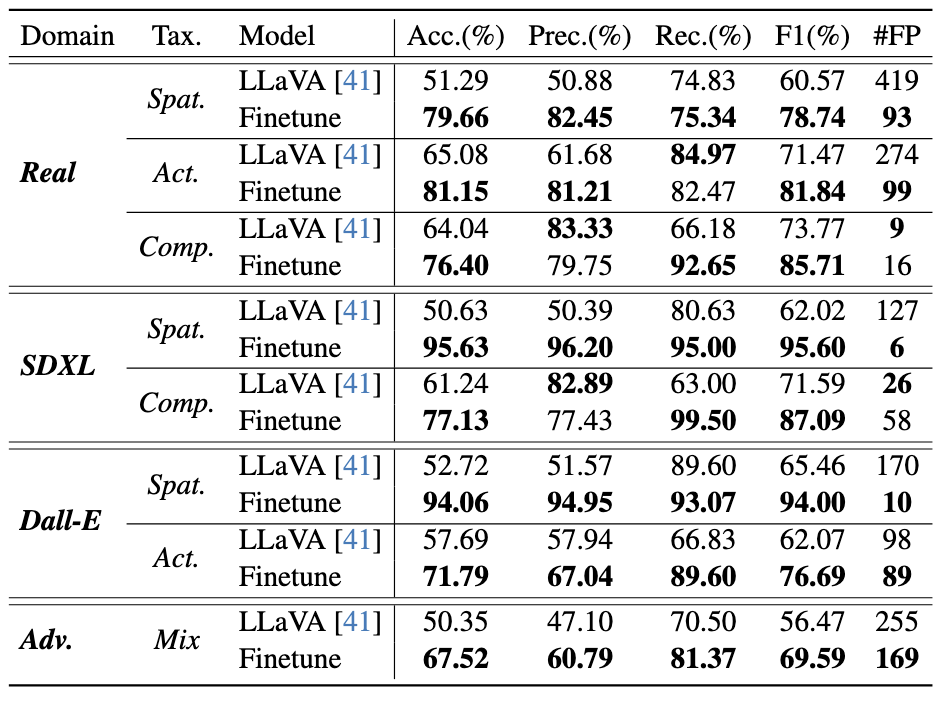 Domain Tax. Model Acc.(%) Prec.(%) Rec.(%) F1(%) #FP
Real Spat. LLaVA [41] 51.29 50.88 74.83 60.57 419
Finetune 79.66 82.45 75.34 78.74 93
Act. LLaVA [41] 65.08 61.68 84.97 71.47 274
Finetune 81.15 81.21 82.47 81.84 99
Comp. LLaVA [41] 64.04 83.33 66.18 73.77 9
Finetune 76.40 79.75 92.65 85.71 16
SDXL Spat. LLaVA [41] 50.63 50.39 80.63 62.02 127
Finetune 95.63 96.20 95.00 95.60 6
Comp. LLaVA [41] 61.24 82.89 63.00 71.59 26
Finetune 77.13 77.43 99.50 87.09 58
Dall-E Spat. LLaVA [41] 52.72 51.57 89.60 65.46 170
Finetune 94.06 94.95 93.07 94.00 10
Act. LLaVA [41] 57.69 57.94 66.83 62.07 98
Finetune 71.79 67.04 89.60 76.69 89
Adv. Mix LLaVA [41] 50.35 47.10 70.50 56.47 255
Finetune 67.52 60.79 81.37 69.59 169